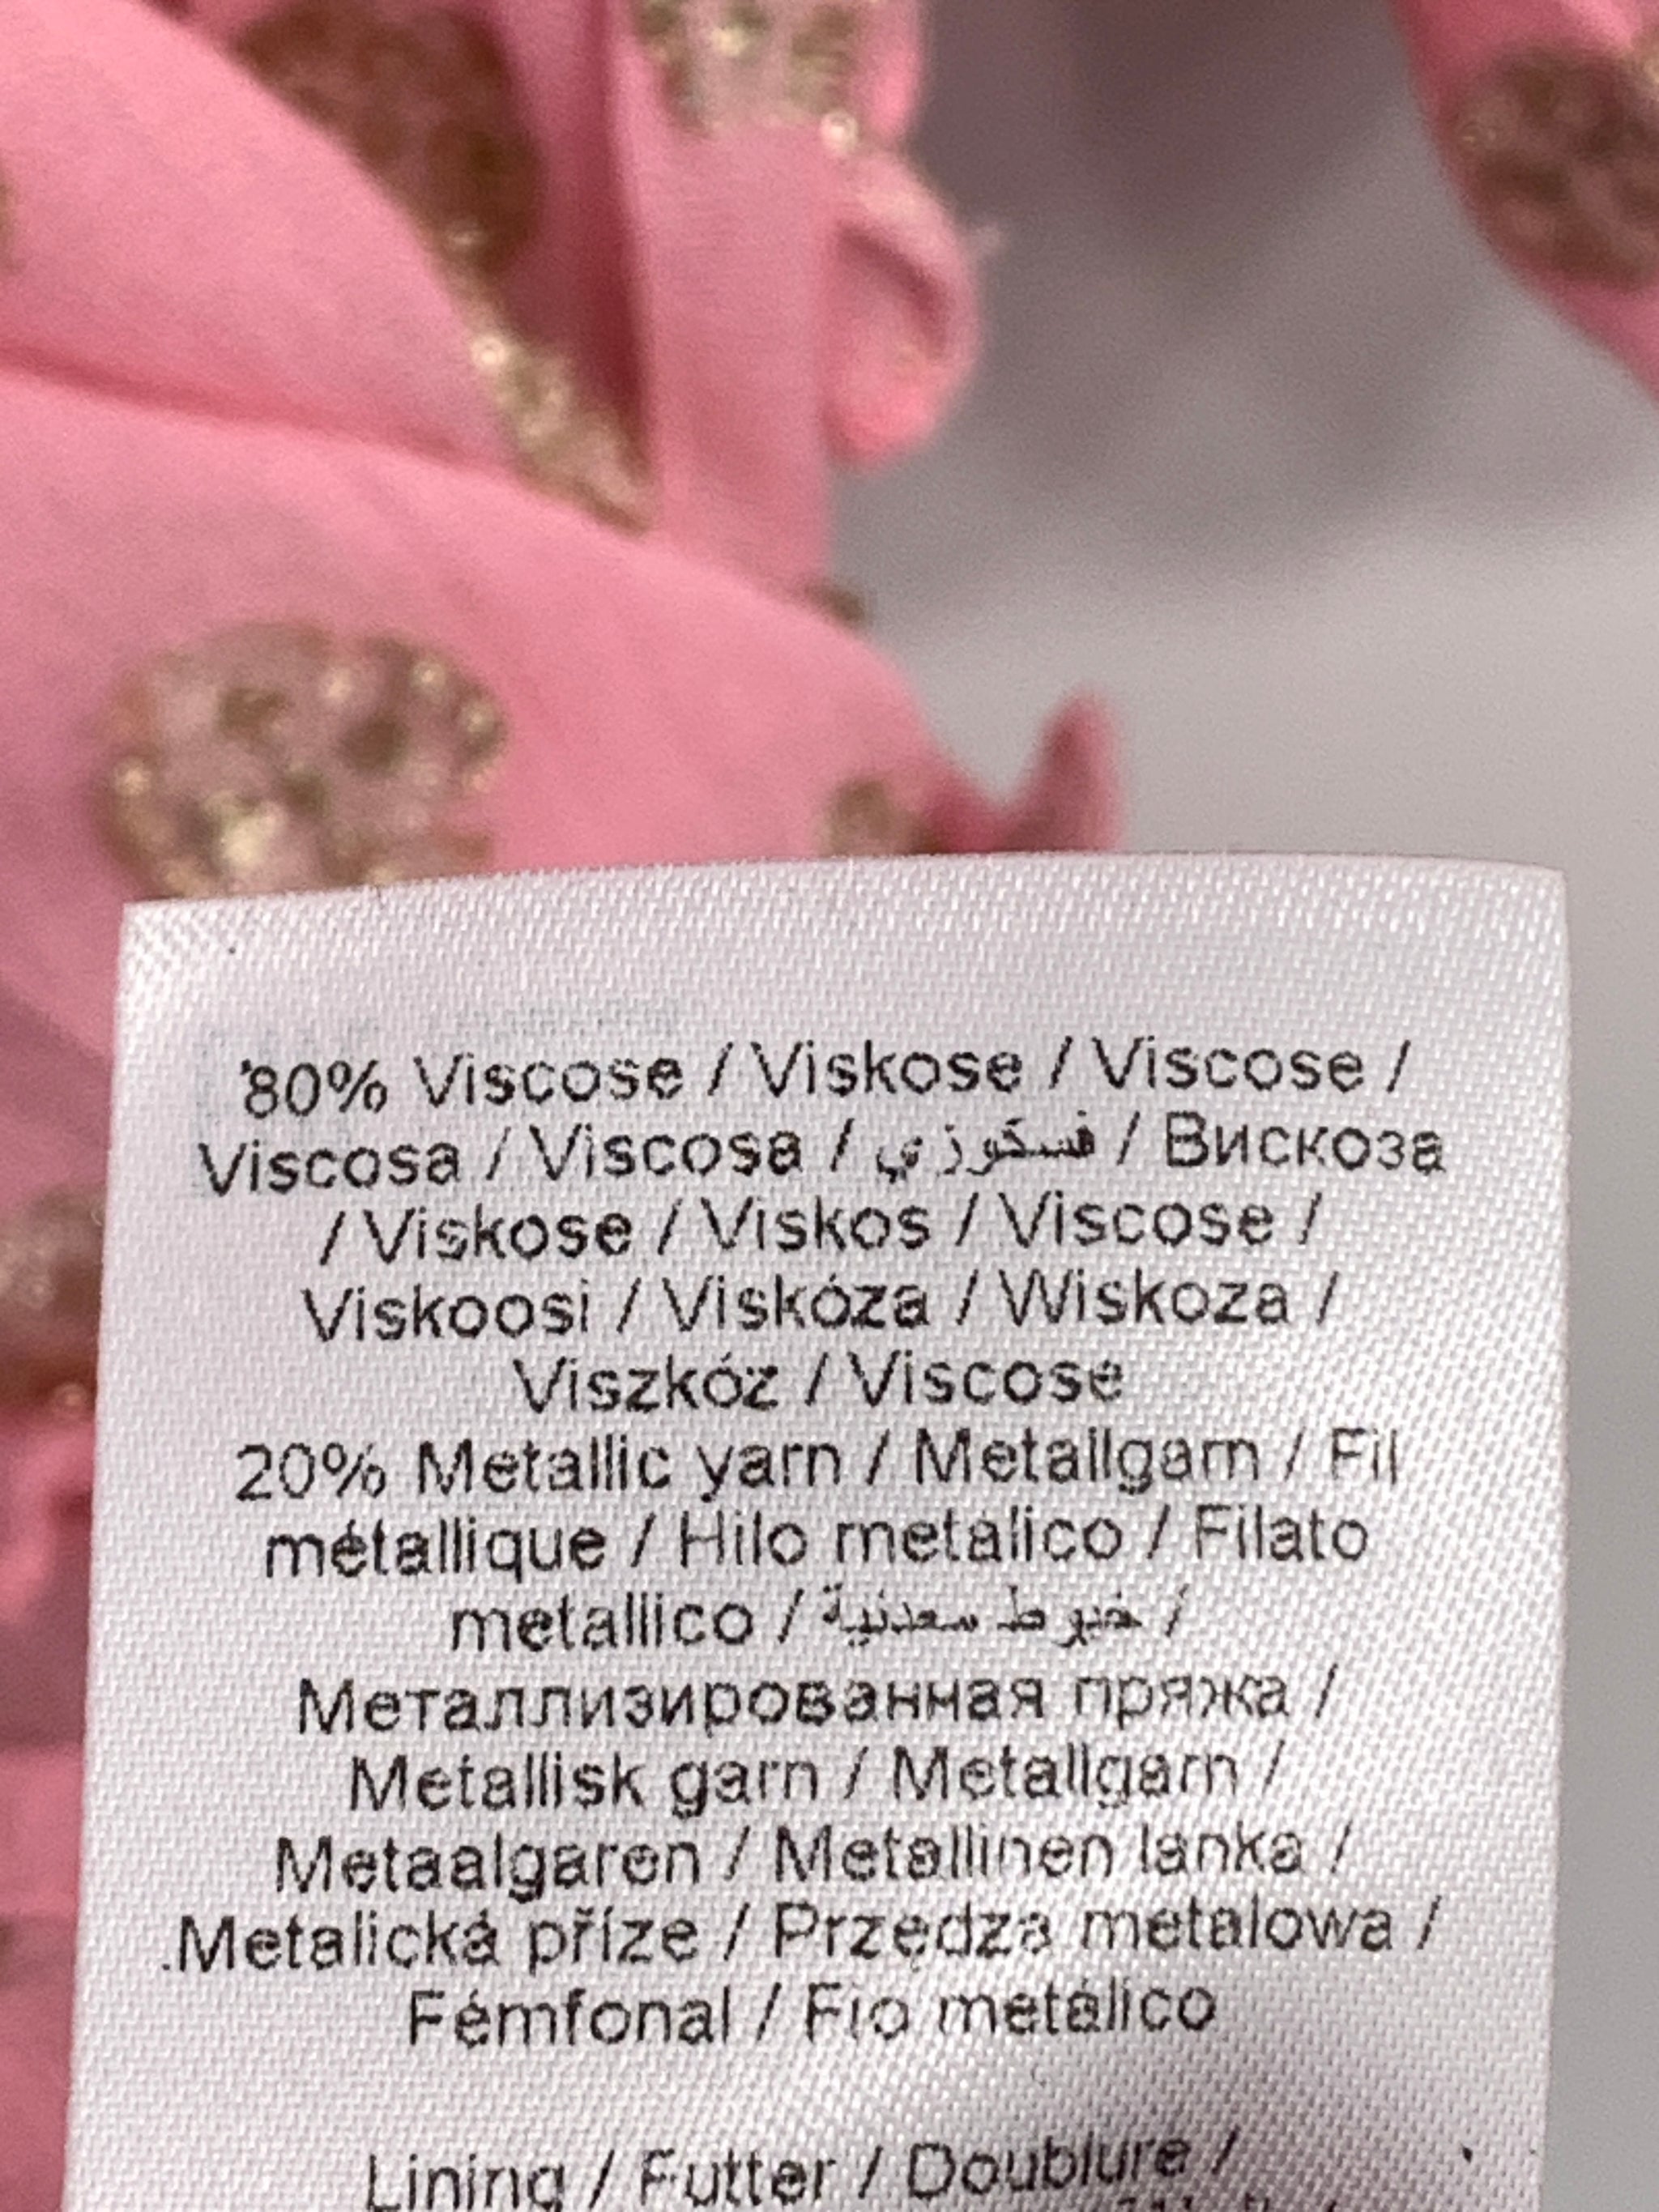 80% Viscose / Viskose / Viscose /
Viscosa / Viscosa / فسكوزي / Вискоза
/ Viskose / Viskos / Viscose /
Viskoosi / Viskóza / Wiskoza /
Viszkóz / Viscose
20% Metallic yarn / Metallgarn / Fil
métallique / Hilo metálico / Filato
metallico / خيوط معدنية /
Металлизированная пряжа /
Metallisk garn / Metallgarn /
Metaalgaren / Metallinen lanka /
Metalická příze / Przędza metalowa /
Fémfonal / Fio metálico
Lining / Futter / Doublure /